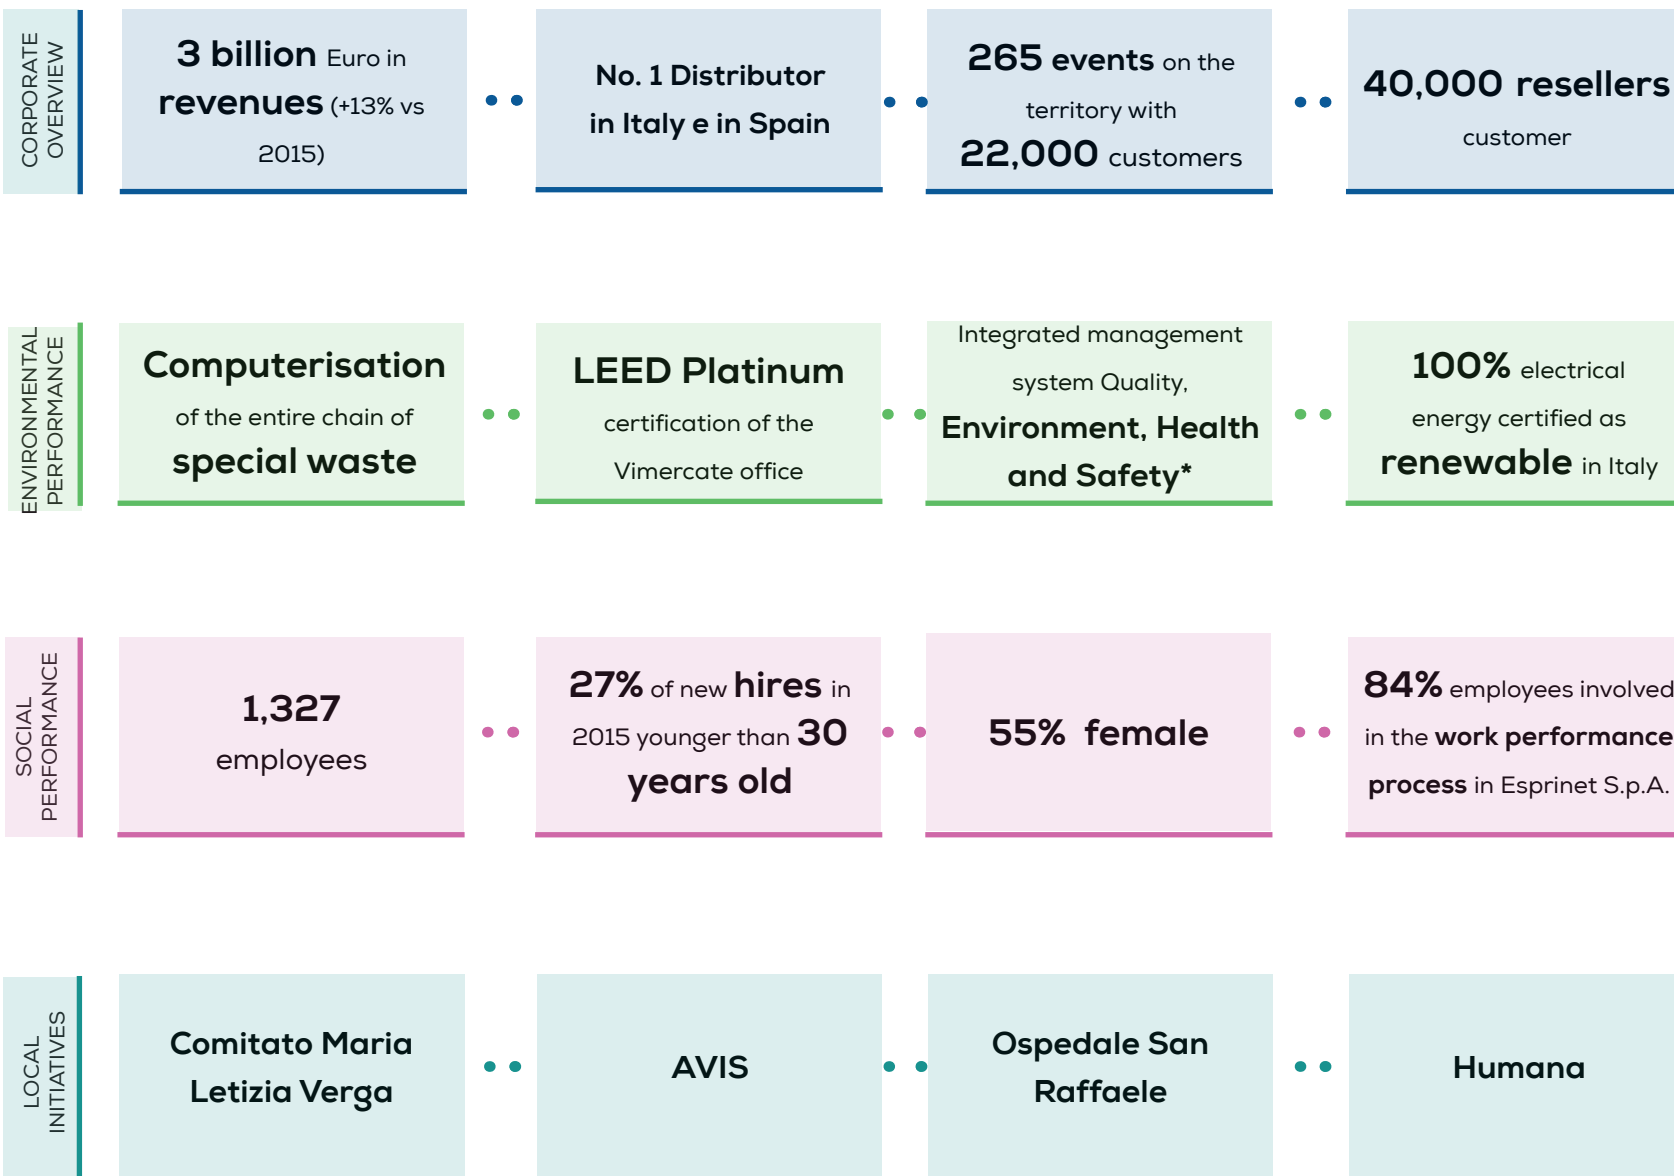 CORPORATE
OVERVIEW
3 billion Euro in
revenues (+13% vs
2015)
No. 1 Distributor
in Italy e in Spain
265 events on the
territory with
22,000 customers
40,000 resellers
customer
ENVIRONMENTAL
PERFORMANCE
Computerisation
of the entire chain of
special waste
LEED Platinum
certification of the
Vimercate office
Integrated management
system Quality,
Environment, Health
and Safety*
100% electrical
energy certified as
renewable in Italy
SOCIAL
PERFORMANCE
1,327
employees
27% of new hires in
2015 younger than 30
years old
55% female
84% employees involved
in the work performance
process in Esprinet S.p.A.
LOCAL
INITIATIVES
Comitato Maria
Letizia Verga
AVIS
Ospedale San
Raffaele
Humana